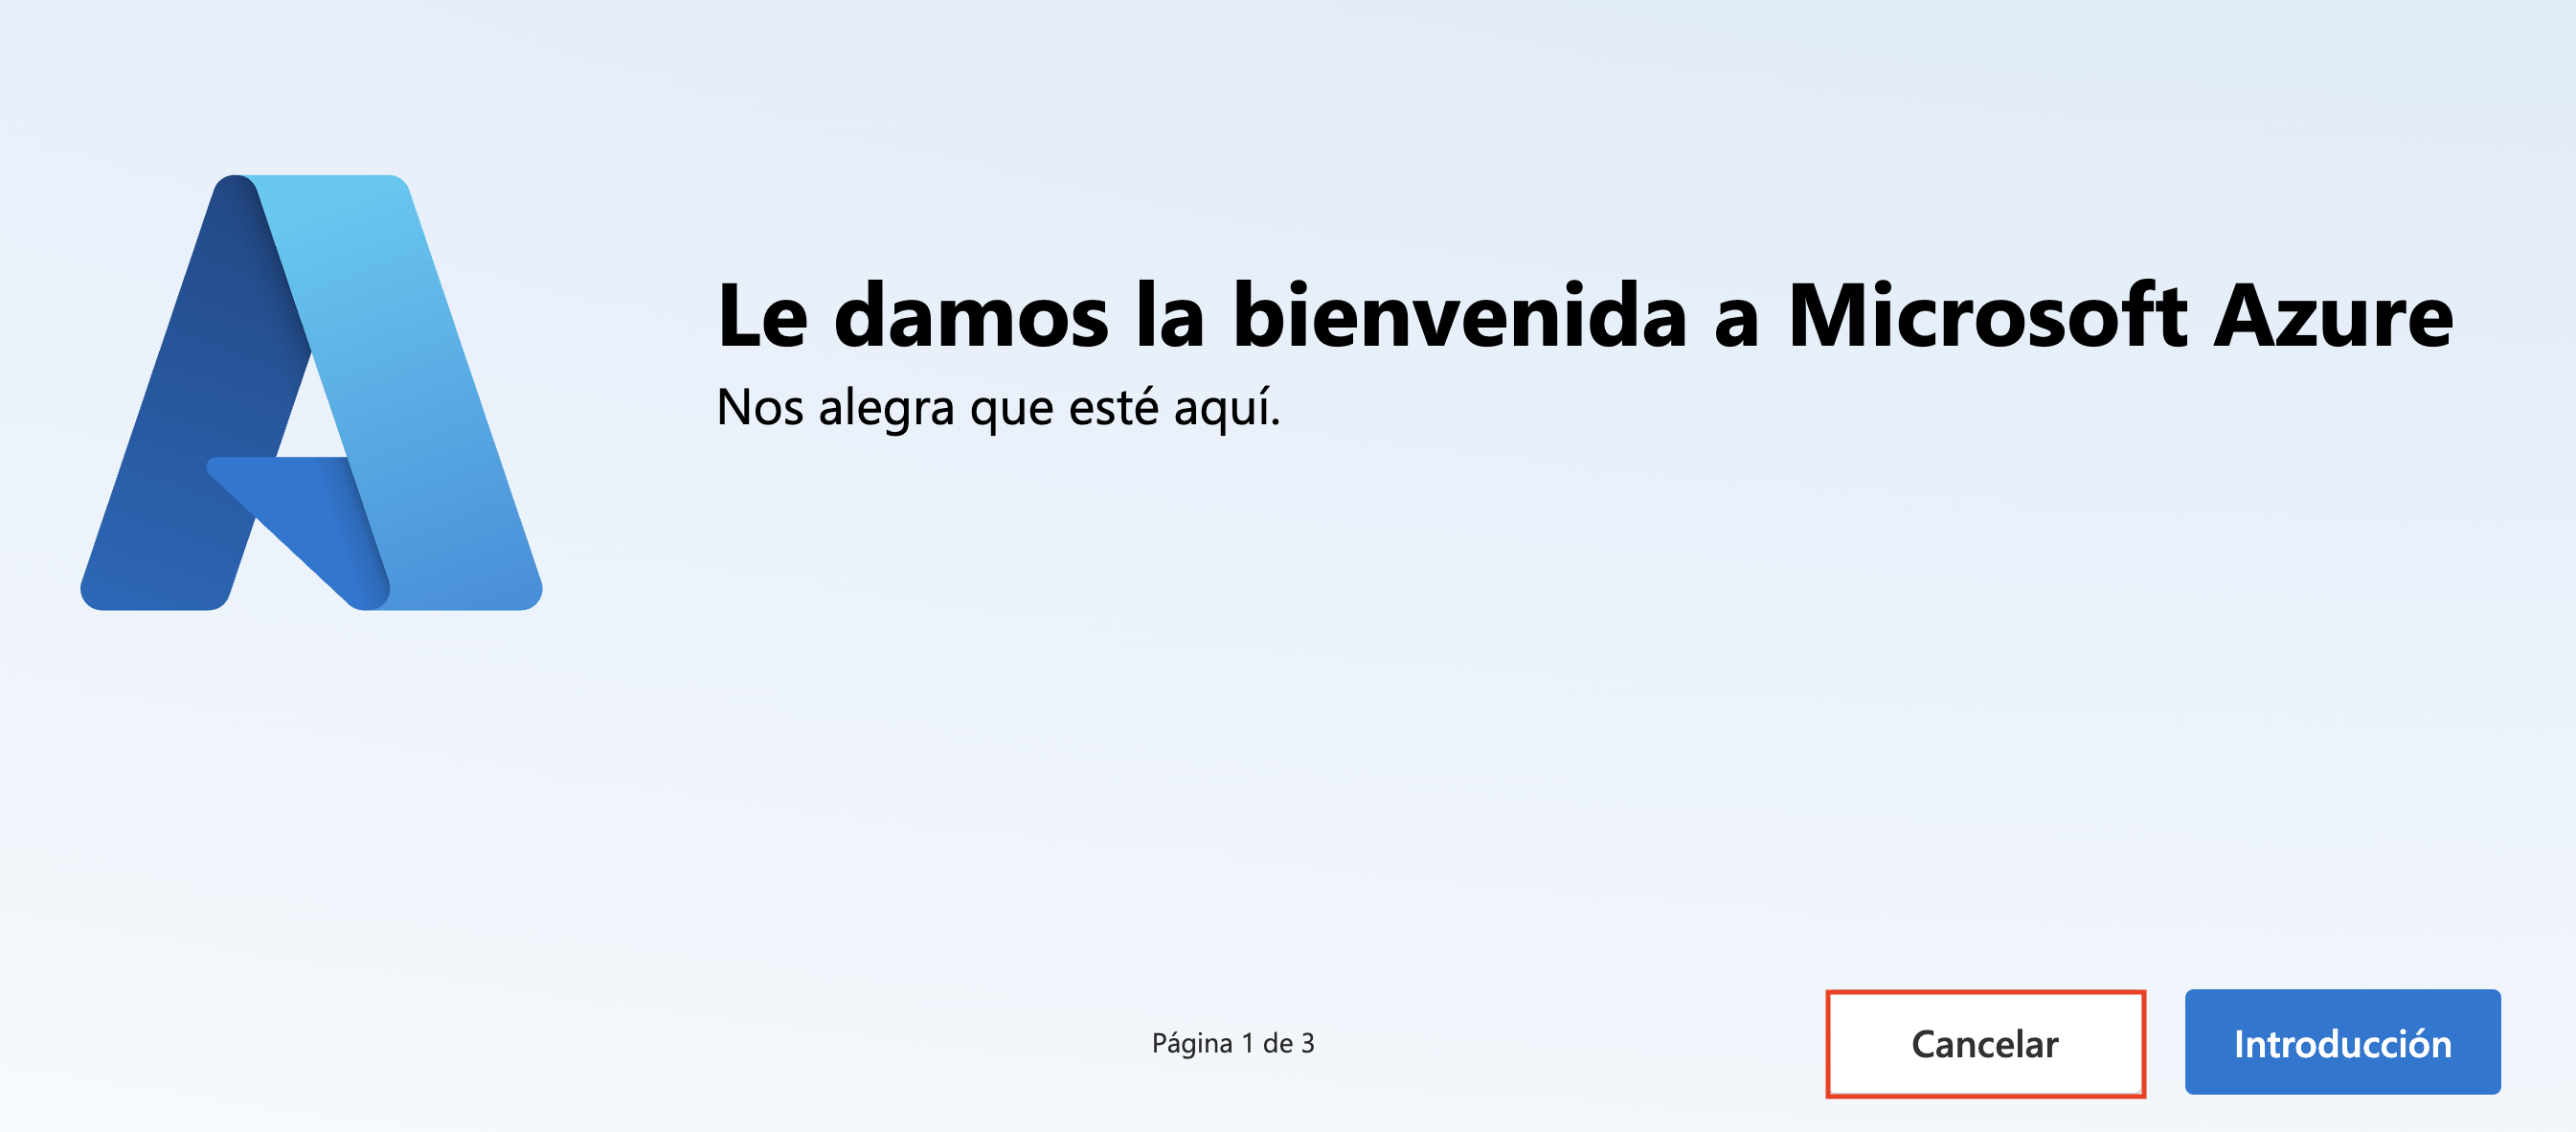 Le damos la bienvenida a Microsoft Azure
Nos alegra que esté aquí.
Página 1 de 3
Cancelar
Introducción